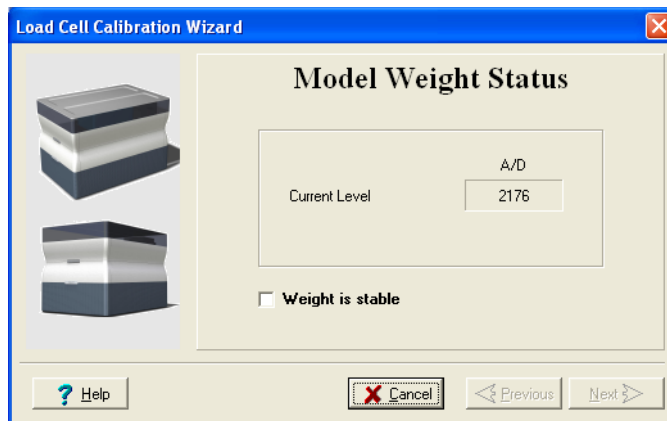 Load Cell Calibration Wizard
Model Weight Status
A/D
Current Level 2176
Weight is stable
? Help Cancel Previous Next